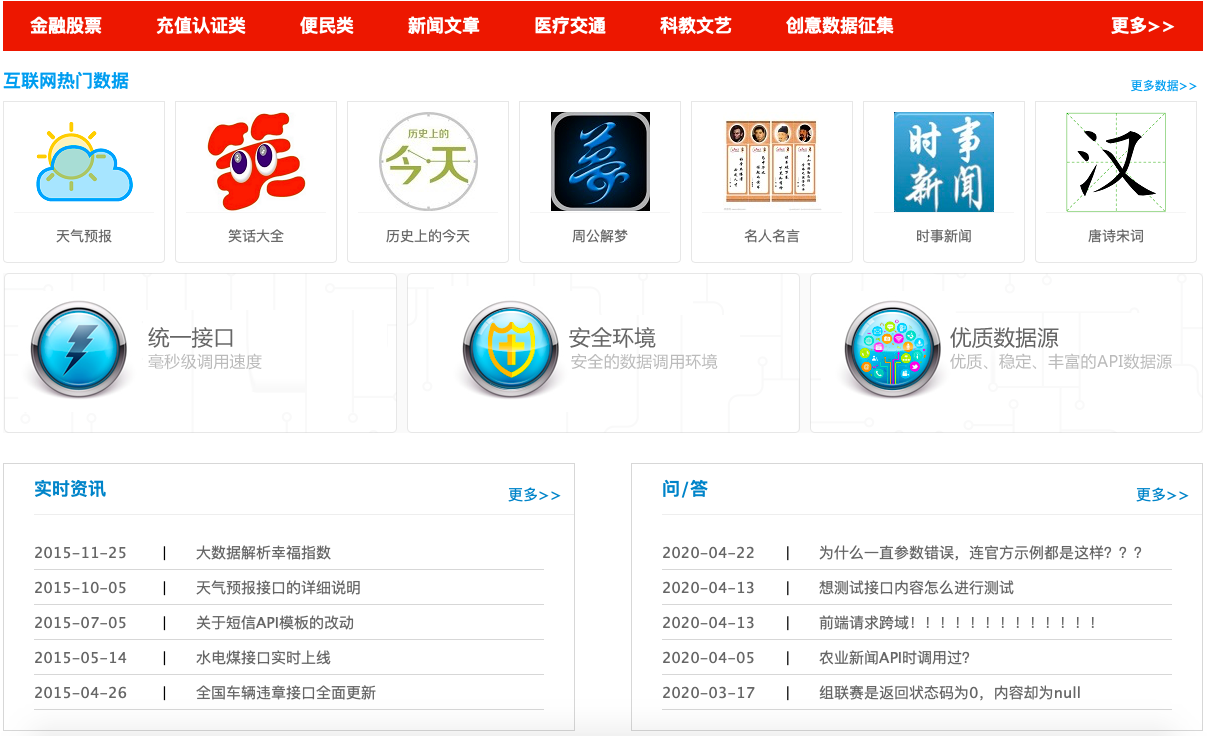 金融股票 充值认证类 便民类 新闻文章 医疗交通 科教文艺 创意数据征集 更多>>
互联网热门数据 更多数据>>
笑
历史上的
今天
梦
时事
新闻
汉
天气预报 笑话大全 历史上的今天 周公解梦 名人名言 时事新闻 唐诗宋词
统一接口
毫秒级调用速度
安全环境
安全的数据调用环境
优质数据源
优质、稳定、丰富的API数据源
实时资讯 更多>>
2015-11-25 | 大数据解析幸福指数
2015-10-05 | 天气预报接口的详细说明
2015-07-05 | 关于短信API模板的改动
2015-05-14 | 水电煤接口实时上线
2015-04-26 | 全国车辆违章接口全面更新
问/答 更多>>
2020-04-22 | 为什么一直参数错误，连官方示例都是这样？？？
2020-04-13 | 想测试接口内容怎么进行测试
2020-04-13 | 前端请求跨域！！！！！！！！！！！！！
2020-04-05 | 农业新闻API时调用过？
2020-03-17 | 组联赛是返回状态码为0，内容却为null